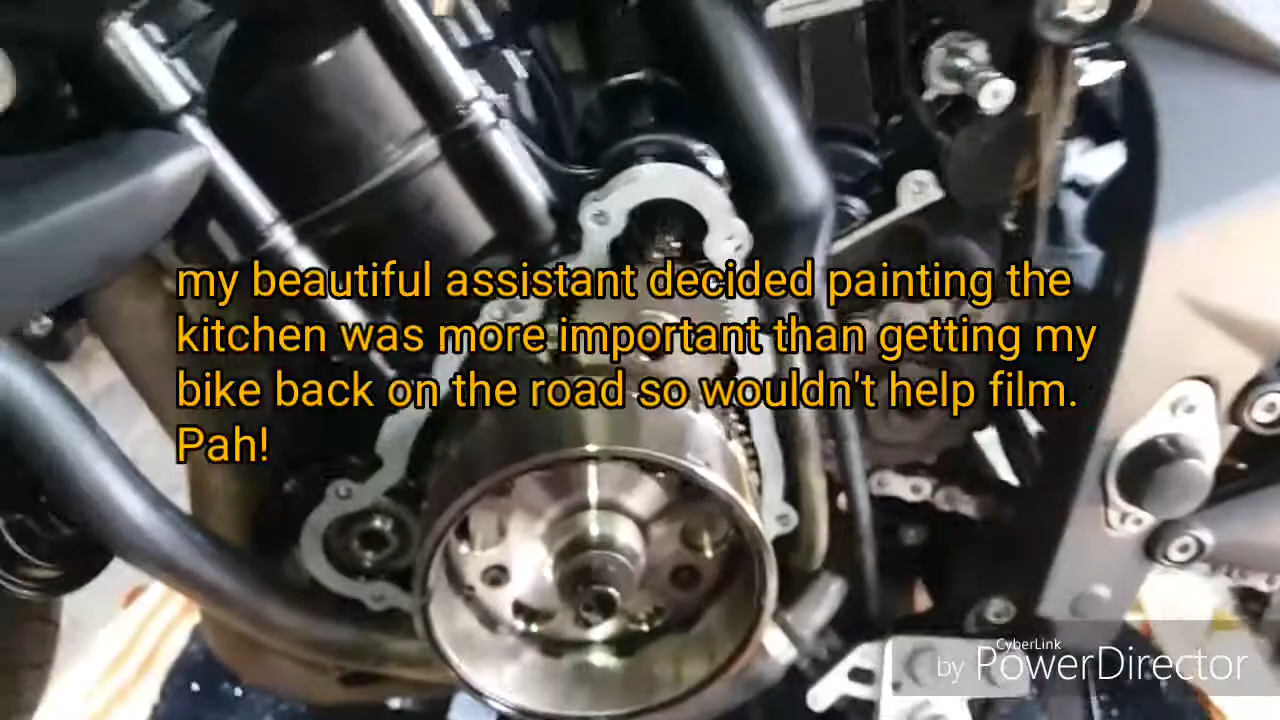 my beautiful assistant decided painting the
kitchen was more important than getting my
bike back on the road so wouldn't help film.
Pah!
CyberLink
by PowerDirector